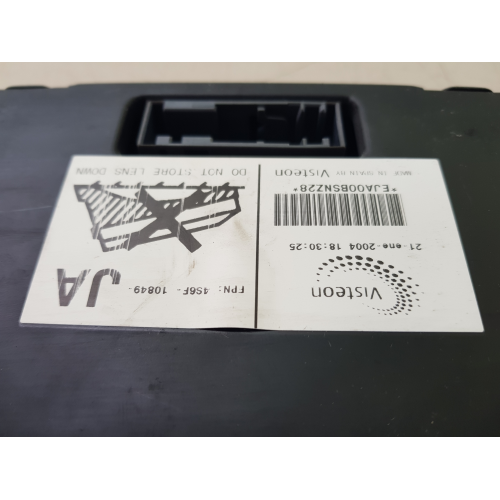 Visteon
21-ene-2004 18:30:25
*EJA00BSNZ28*
MADE IN SPAIN BY Visteon
FPN: 4S6F- 10849-
JA
DO NOT STORE LENS DOWN